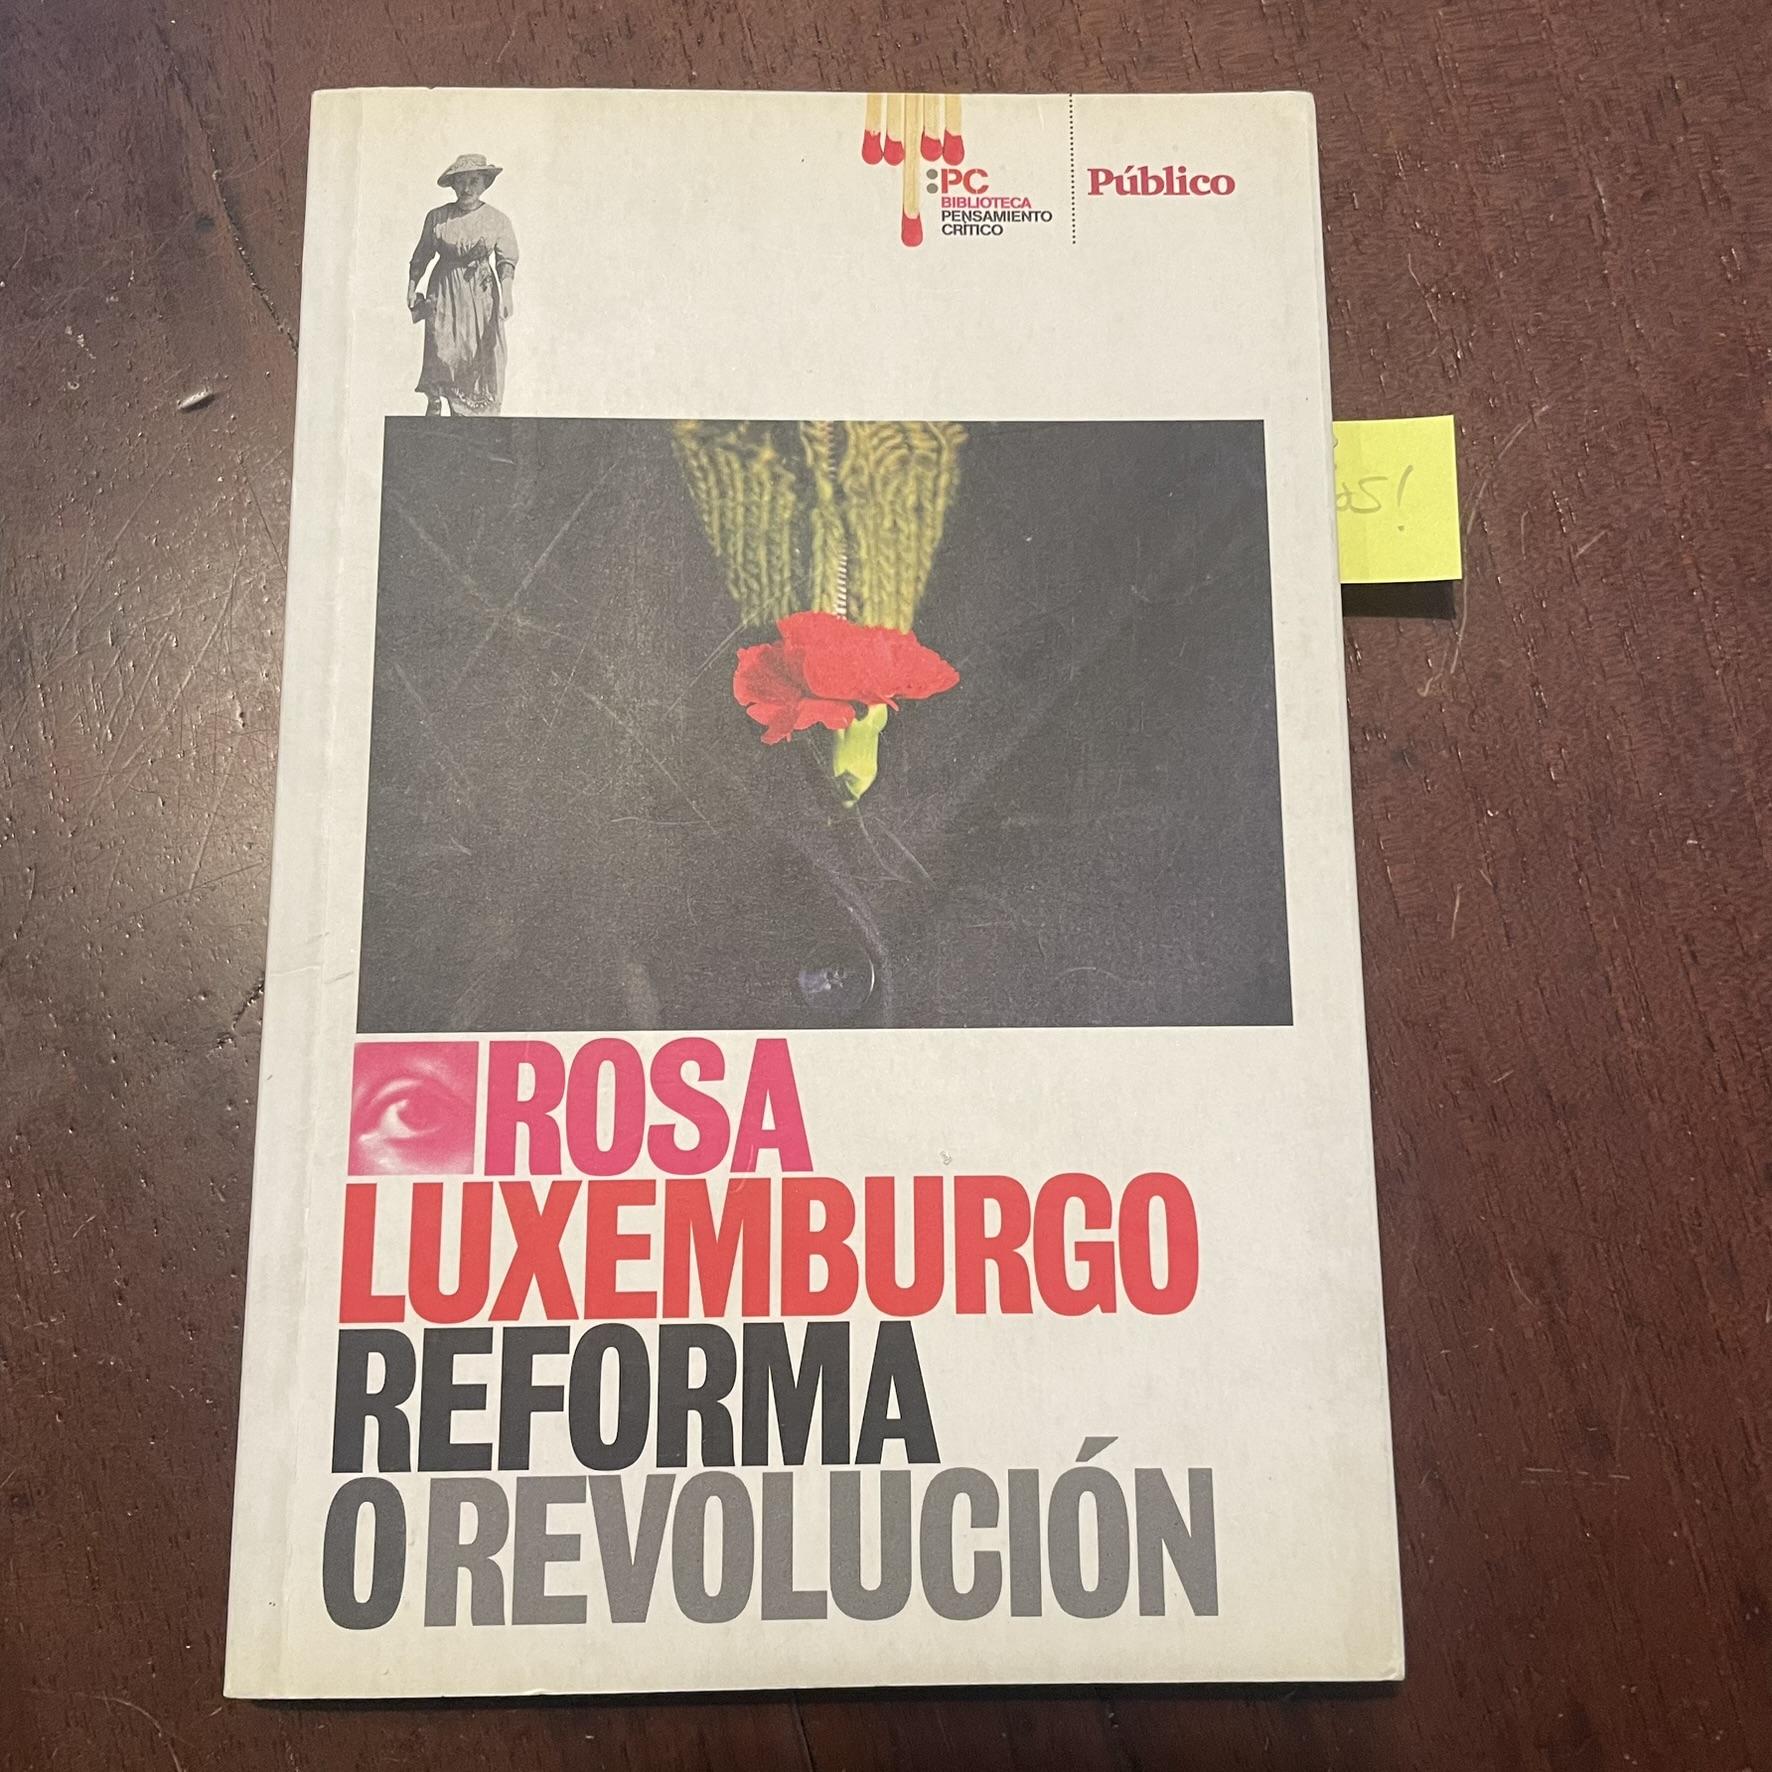 :PC
BIBLIOTECA
PENSAMIENTO
CRÍTICO
Público
ROSA
LUXEMBURGO
REFORMA
O REVOLUCIÓN